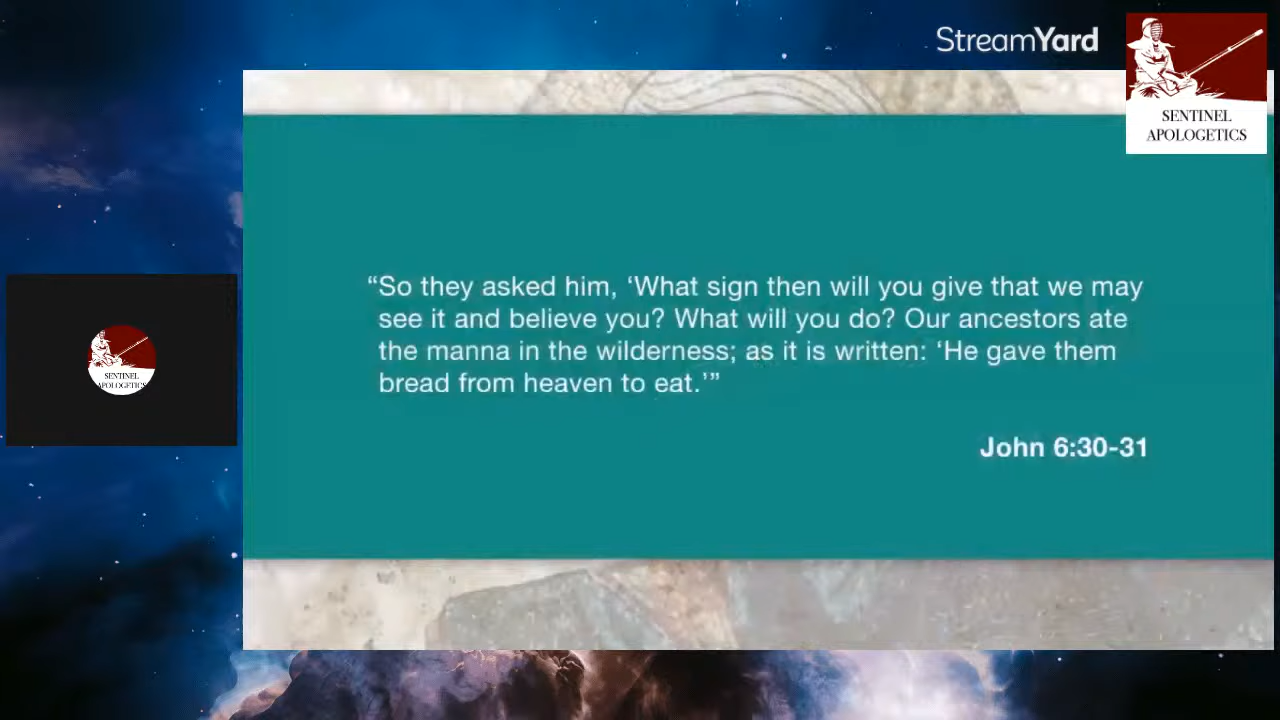 StreamYard
SENTINEL
APOLOGETICS
“So they asked him, ‘What sign then will you give that we may
see it and believe you? What will you do? Our ancestors ate
the manna in the wilderness; as it is written: ‘He gave them
bread from heaven to eat.’”
John 6:30-31
SENTINEL
APOLOGETICS